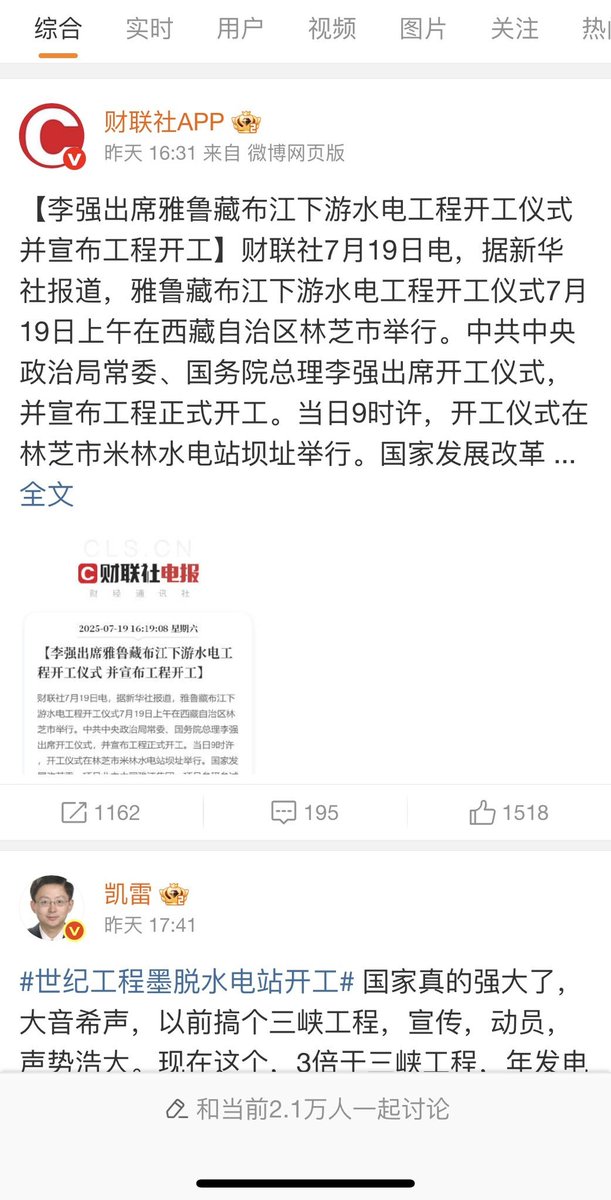 综合 实时 用户 视频 图片 关注 热
财联社APP
昨天 16:31 来自 微博网页版
【李强出席雅鲁藏布江下游水电工程开工仪式
并宣布工程开工】财联社7月19日电，据新华
社报道，雅鲁藏布江下游水电工程开工仪式7月
19日上午在西藏自治区林芝市举行。中共中央
政治局常委、国务院总理李强出席开工仪式，
并宣布工程正式开工。当日9时许，开工仪式在
林芝市米林水电站坝址举行。国家发展改革 ...
全文
CLS.CN
财联社电报
财经通讯社
2025-07-19 16:19:08 星期六
【李强出席雅鲁藏布江下游水电工
程开工仪式 并宣布工程开工】
财联社7月19日电，据新华社报道，雅鲁藏布江下
游水电工程开工仪式7月19日上午在西藏自治区林
芝市举行。中共中央政治局常委、国务院总理李强
出席开工仪式，并宣布工程正式开工。当日9时许
，开工仪式在林芝市米林水电站坝址举行。国家发
1162 195 1518
凯雷
昨天 17:41
#世纪工程墨脱水电站开工# 国家真的强大了，
大音希声，以前搞个三峡工程，宣传，动员，
声势浩大。现在这个，3倍于三峡工程，年发电
和当前2.1万人一起讨论